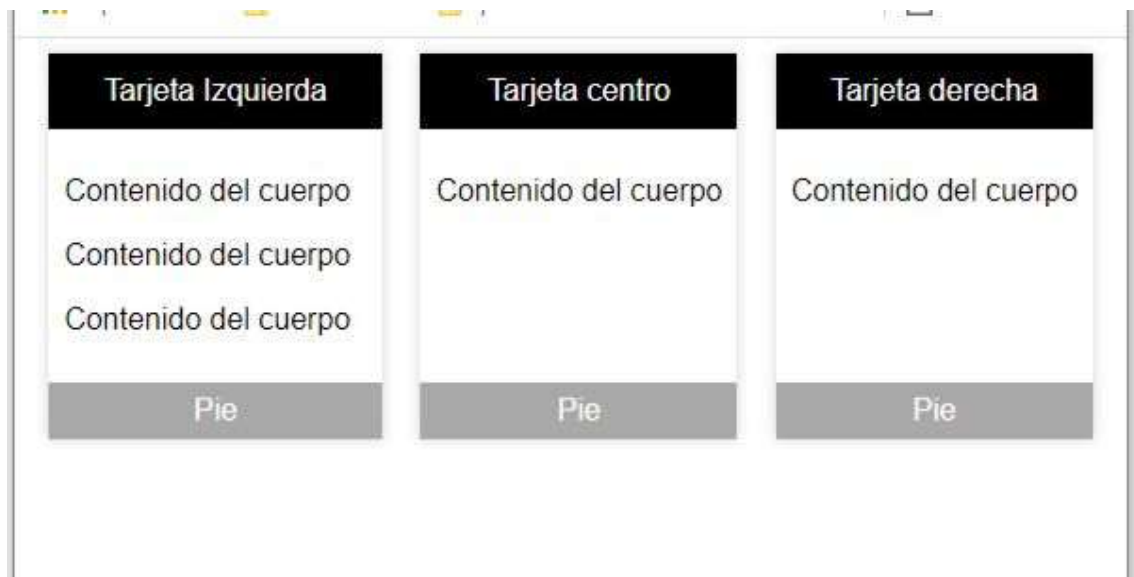 Tarjeta Izquierda
Contenido del cuerpo
Contenido del cuerpo
Contenido del cuerpo
Pie
Tarjeta centro
Contenido del cuerpo
Pie
Tarjeta derecha
Contenido del cuerpo
Pie